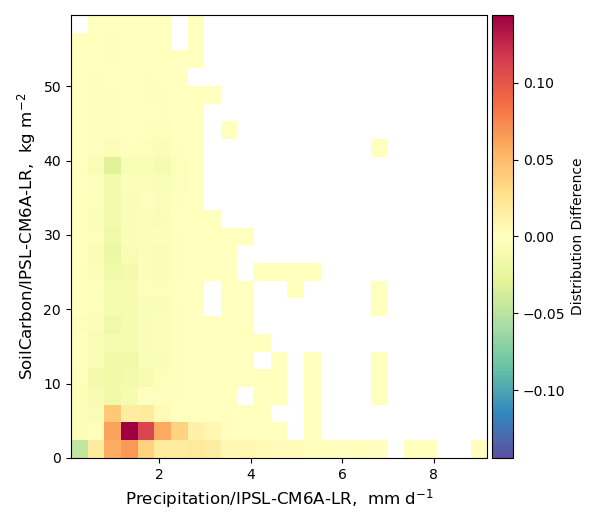 50
40
30
20
10
0
SoilCarbon/IPSL-CM6A-LR, kg m⁻²
2 4 6 8
Precipitation/IPSL-CM6A-LR, mm d⁻¹
0.10
0.05
0.00
−0.05
−0.10
Distribution Difference